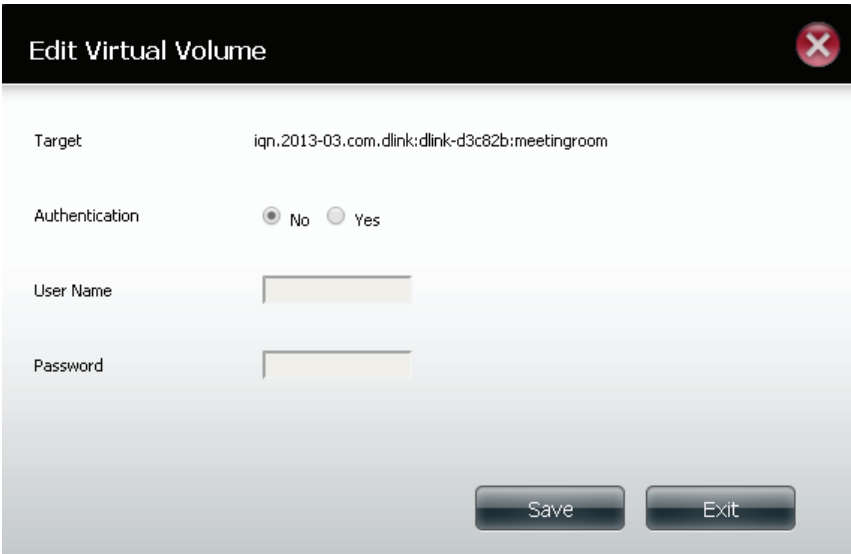 Edit Virtual Volume
Target iqn.2013-03.com.dlink:dlink-d3c82b:meetingroom
Authentication No Yes
User Name
Password
Save Exit